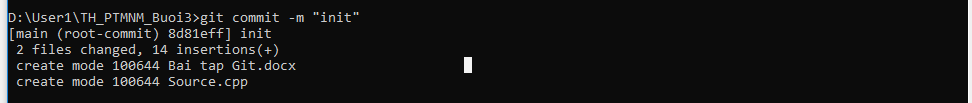 D:\User1\TH_PTMNM_Buoi3>git commit -m "init"
[main (root-commit) 8d81eff] init
 2 files changed, 14 insertions(+)
 create mode 100644 Bai tap Git.docx
 create mode 100644 Source.cpp